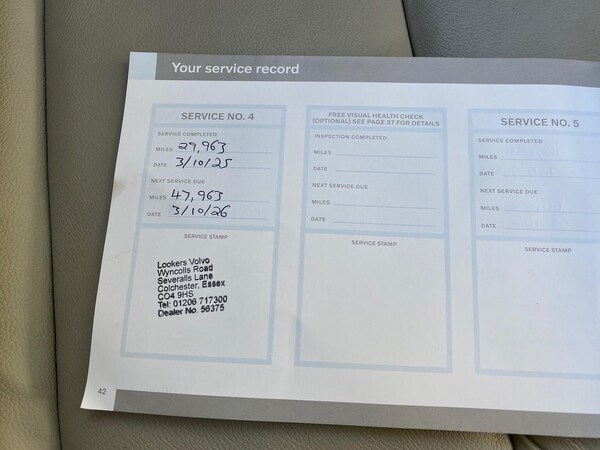 Your service record
SERVICE NO. 4
SERVICE COMPLETED
MILES 29,963
DATE 3/10/25
NEXT SERVICE DUE
MILES 47,963
DATE 3/10/26
SERVICE STAMP
Lookers Volvo
Wyncolls Road
Severalls Lane
Colchester, Essex
CO4 9HS
Tel: 01206 717300
Dealer No. 56375
FREE VISUAL HEALTH CHECK
(OPTIONAL) SEE PAGE 37 FOR DETAILS
INSPECTION COMPLETED
MILES
DATE
NEXT SERVICE DUE
MILES
DATE
SERVICE STAMP
SERVICE NO. 5
SERVICE COMPLETED
MILES
DATE
NEXT SERVICE DUE
MILES
DATE
SERVICE STAMP
42